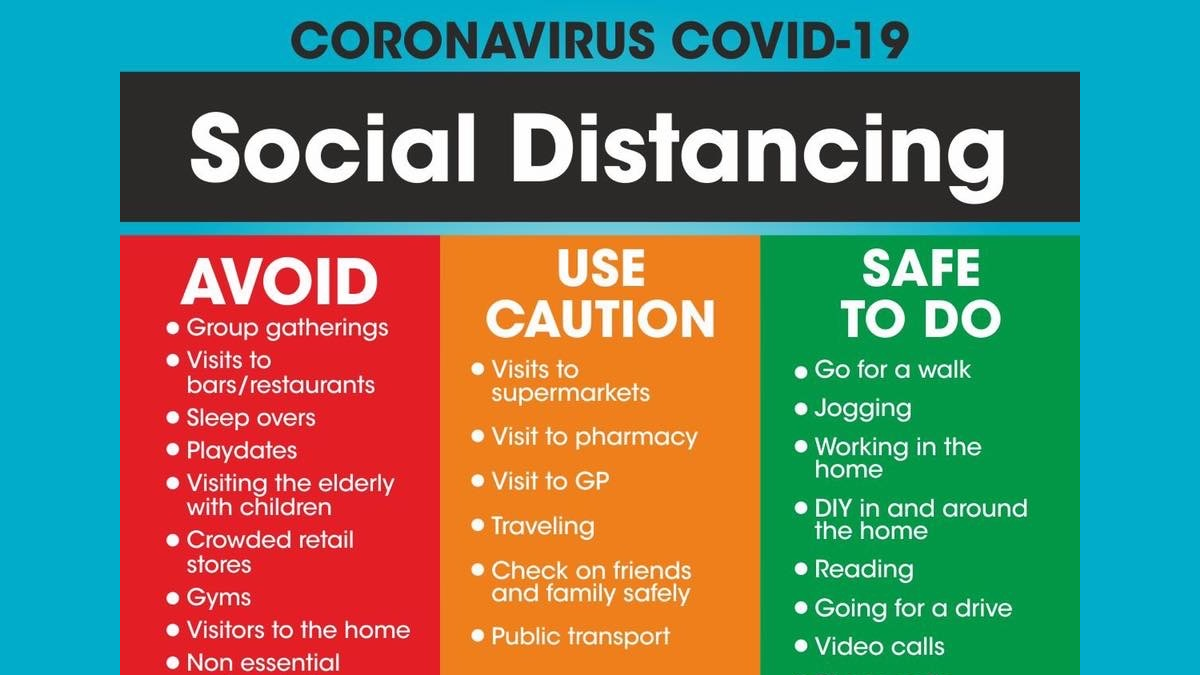 CORONAVIRUS COVID-19
Social Distancing
AVOID
● Group gatherings
● Visits to
bars/restaurants
● Sleep overs
● Playdates
● Visiting the elderly
with children
● Crowded retail
stores
● Gyms
● Visitors to the home
● Non essential
USE
CAUTION
● Visits to
supermarkets
● Visit to pharmacy
● Visit to GP
● Traveling
● Check on friends
and family safely
● Public transport
SAFE
TO DO
● Go for a walk
● Jogging
● Working in the
home
● DIY in and around
the home
● Reading
● Going for a drive
● Video calls